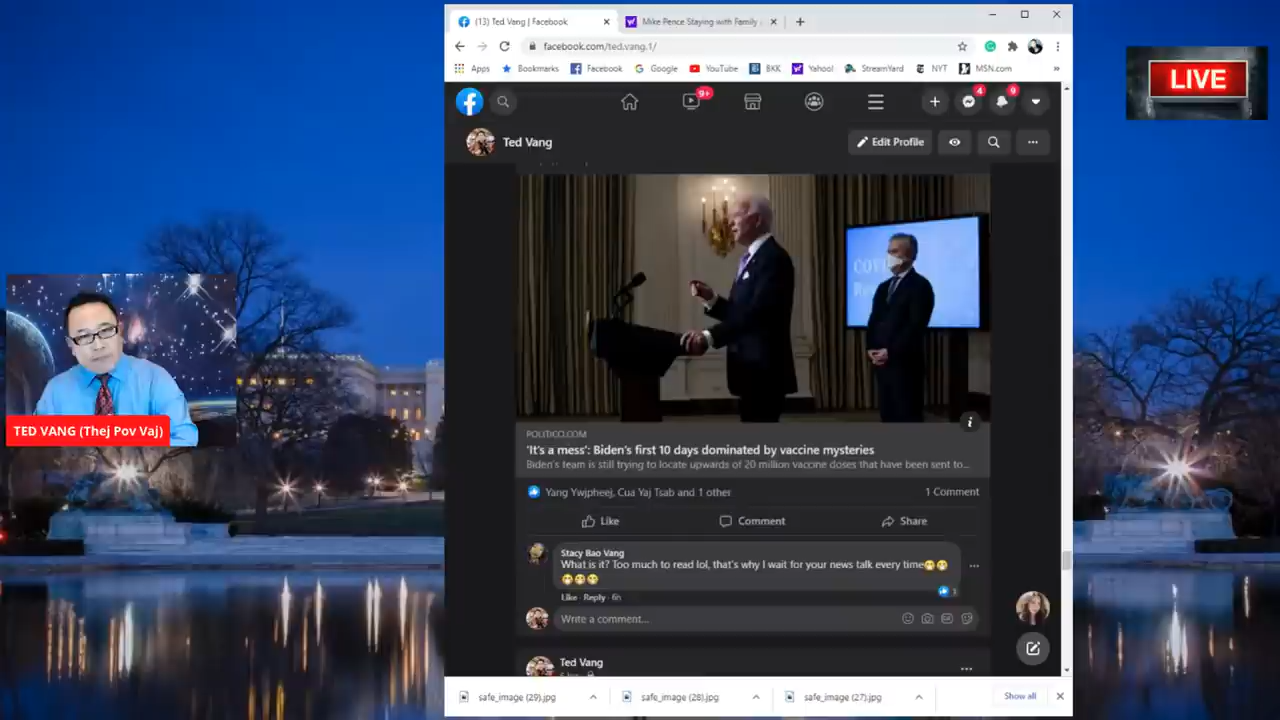 (13) Ted Vang | Facebook
Mike Pence Staying with Family
facebook.com/ted.vang.1/
Apps
Bookmarks
Facebook
Google
YouTube
BKK
Yahoo!
StreamYard
NYT
MSN.com
»
LIVE
9+
4
9
Ted Vang
Edit Profile
COVI
POLITICO.COM
'It's a mess': Biden's first 10 days dominated by vaccine mysteries
Biden's team is still trying to locate upwards of 20 million vaccine doses that have been sent to...
Yang Ywjpheej, Cua Yaj Tsab and 1 other
1 Comment
Like
Comment
Share
Stacy Bao Vang
What is it? Too much to read lol, that's why I wait for your news talk every time
Like · Reply · 6h
Write a comment...
Ted Vang
TED VANG (Thej Pov Vaj)
safe_image (29).jpg
safe_image (28).jpg
safe_image (27).jpg
Show all